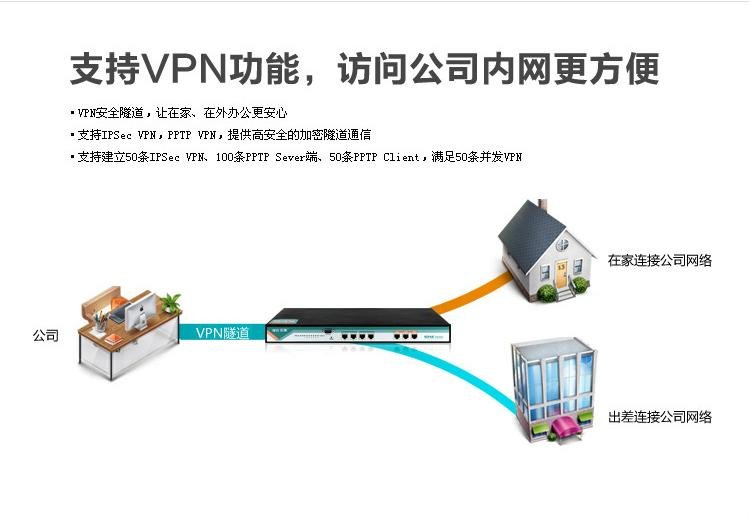 支持VPN功能，访问公司内网更方便
▪ VPN安全隧道，让在家、在外办公更安心
▪ 支持IPSec VPN，PPTP VPN，提供高安全的加密隧道通信
▪ 支持建立50条IPSec VPN、100条PPTP Sever端、50条PPTP Client，满足50条并发VPN
在家连接公司网络
公司
VPN隧道
出差连接公司网络